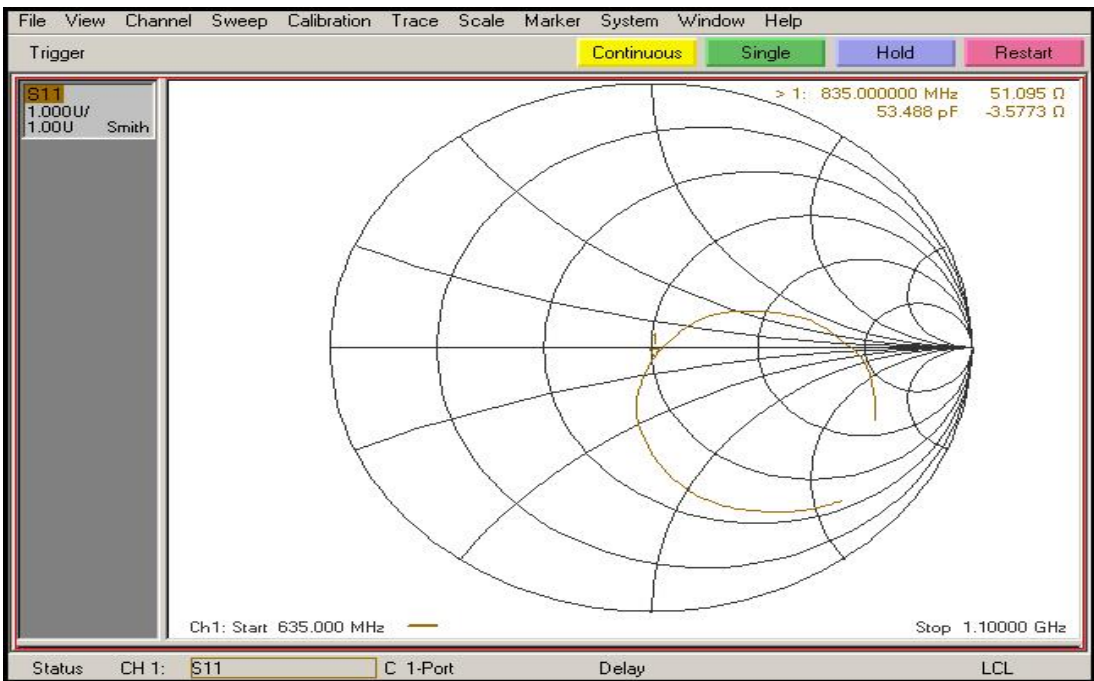 File View Channel Sweep Calibration Trace Scale Marker System Window Help
Trigger Continuous Single Hold Restart
S11
1.000U/
1.00U Smith
> 1: 835.000000 MHz 51.095 Ω
53.488 pF -3.5773 Ω
1
Ch1: Start 635.000 MHz
Stop 1.10000 GHz
Status CH 1: S11 C 1-Port Delay LCL